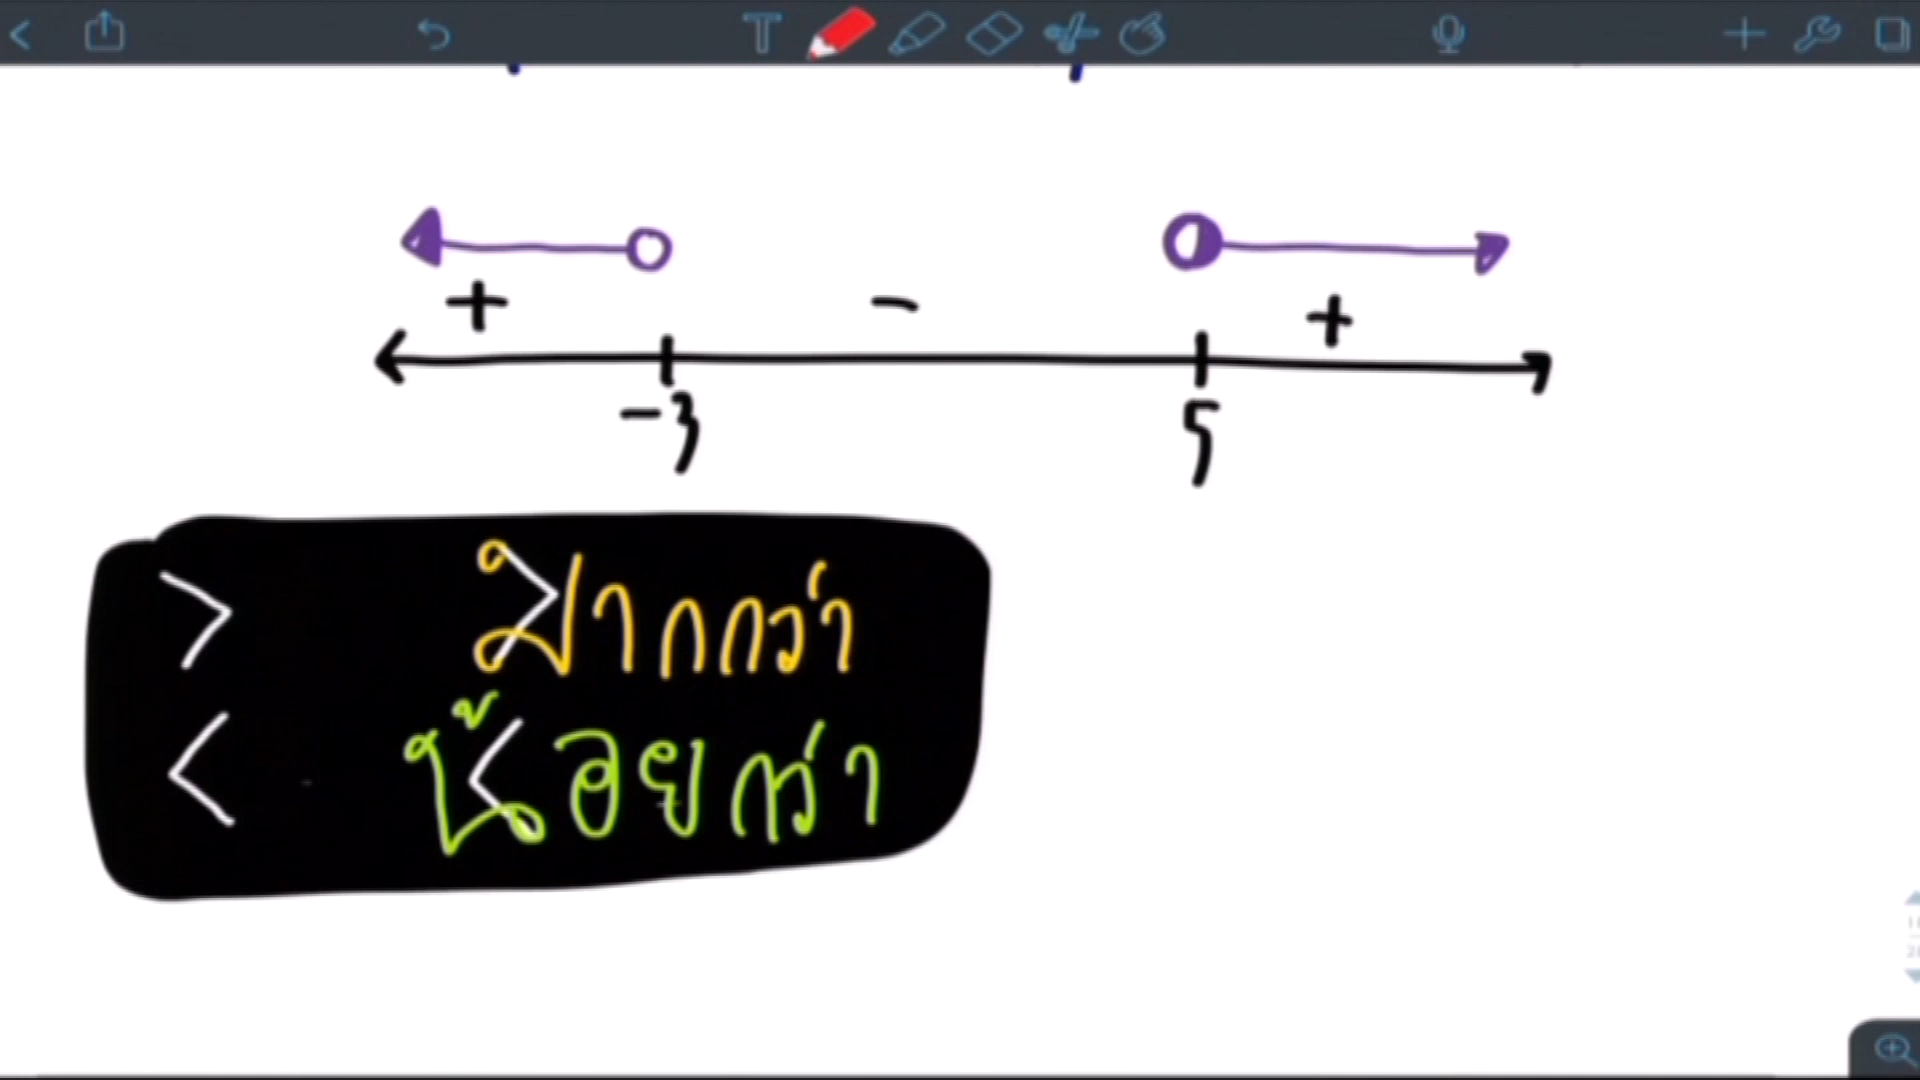 + - +
-3 5
> มากกว่า
< น้อยกว่า